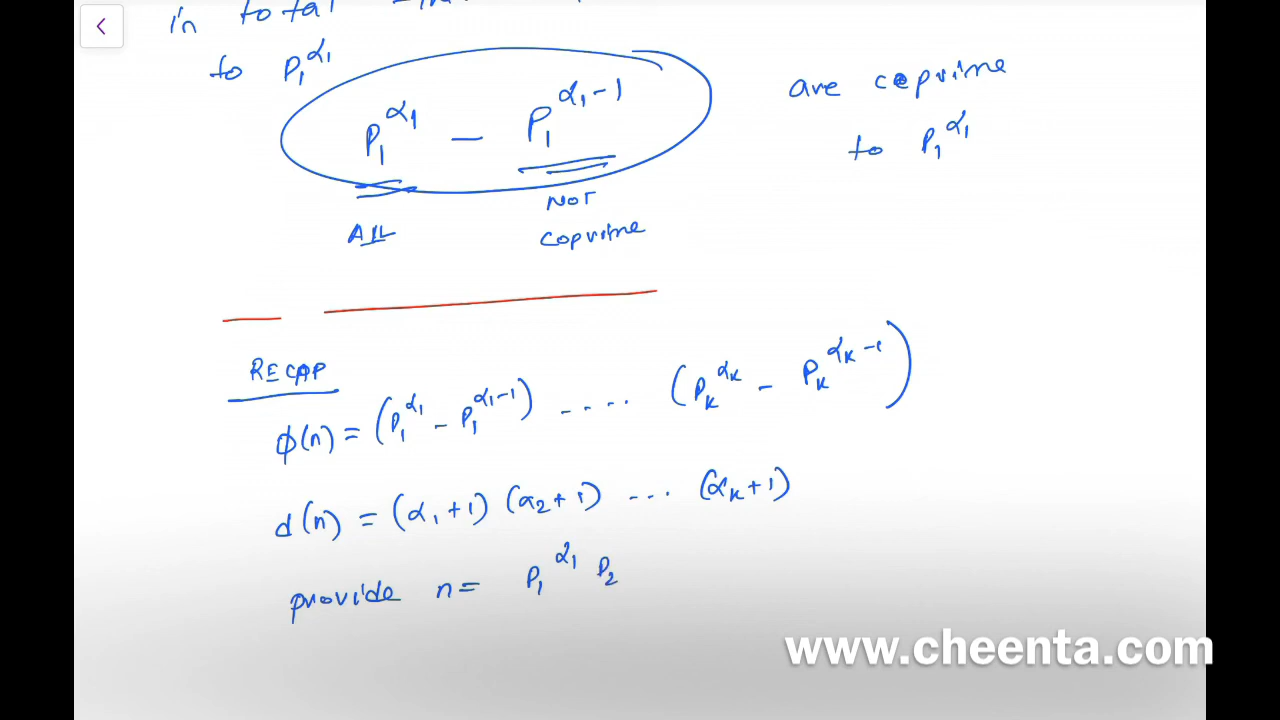 in total
to P₁^α₁
P₁^α₁ − P₁^(α₁−1)
are coprime
to P₁^α₁
ALL
NOT
coprime
RECAP
ϕ(n) = (P₁^α₁ − P₁^(α₁−1)) .... (P_k^α_k − P_k^(α_k−1))
d(n) = (α₁+1) (α₂+1) ... (α_k+1)
provide n = P₁^α₁ P₂
www.cheenta.com